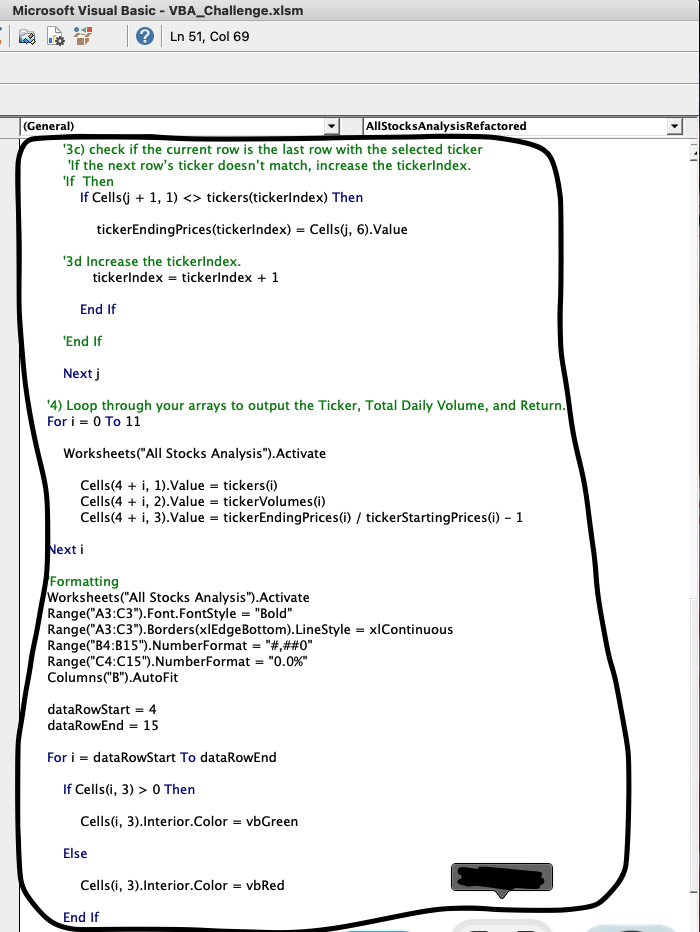 Microsoft Visual Basic - VBA_Challenge.xlsm
Ln 51, Col 69
(General)
AllStocksAnalysisRefactored
'3c) check if the current row is the last row with the selected ticker
'If the next row's ticker doesn't match, increase the tickerIndex.
'If  Then
If Cells(j + 1, 1) <> tickers(tickerIndex) Then
tickerEndingPrices(tickerIndex) = Cells(j, 6).Value
'3d Increase the tickerIndex.
tickerIndex = tickerIndex + 1
End If
'End If
Next j
'4) Loop through your arrays to output the Ticker, Total Daily Volume, and Return.
For i = 0 To 11
Worksheets("All Stocks Analysis").Activate
Cells(4 + i, 1).Value = tickers(i)
Cells(4 + i, 2).Value = tickerVolumes(i)
Cells(4 + i, 3).Value = tickerEndingPrices(i) / tickerStartingPrices(i) - 1
Next i
'Formatting
Worksheets("All Stocks Analysis").Activate
Range("A3:C3").Font.FontStyle = "Bold"
Range("A3:C3").Borders(xlEdgeBottom).LineStyle = xlContinuous
Range("B4:B15").NumberFormat = "#,##0"
Range("C4:C15").NumberFormat = "0.0%"
Columns("B").AutoFit
dataRowStart = 4
dataRowEnd = 15
For i = dataRowStart To dataRowEnd
If Cells(i, 3) > 0 Then
Cells(i, 3).Interior.Color = vbGreen
Else
Cells(i, 3).Interior.Color = vbRed
End If